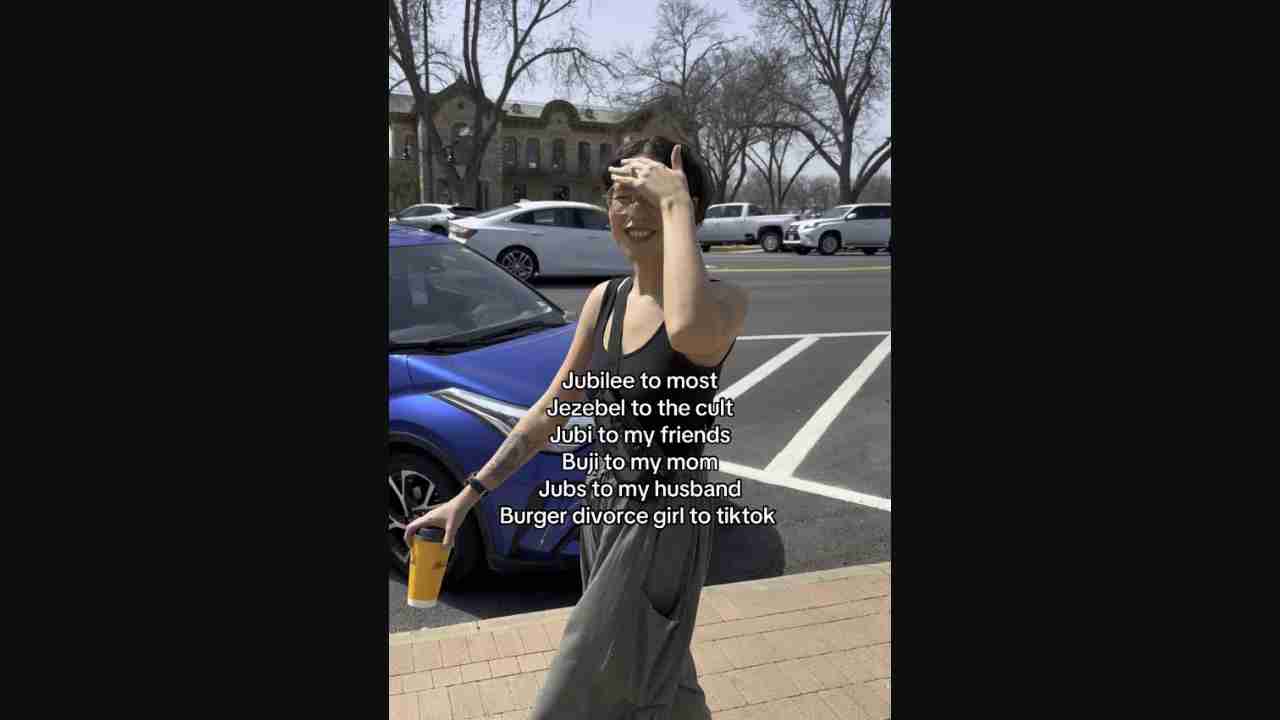 Jubilee to most
Jezebel to the cult
Jubi to my friends
Buji to my mom
Jubs to my husband
Burger divorce girl to tiktok